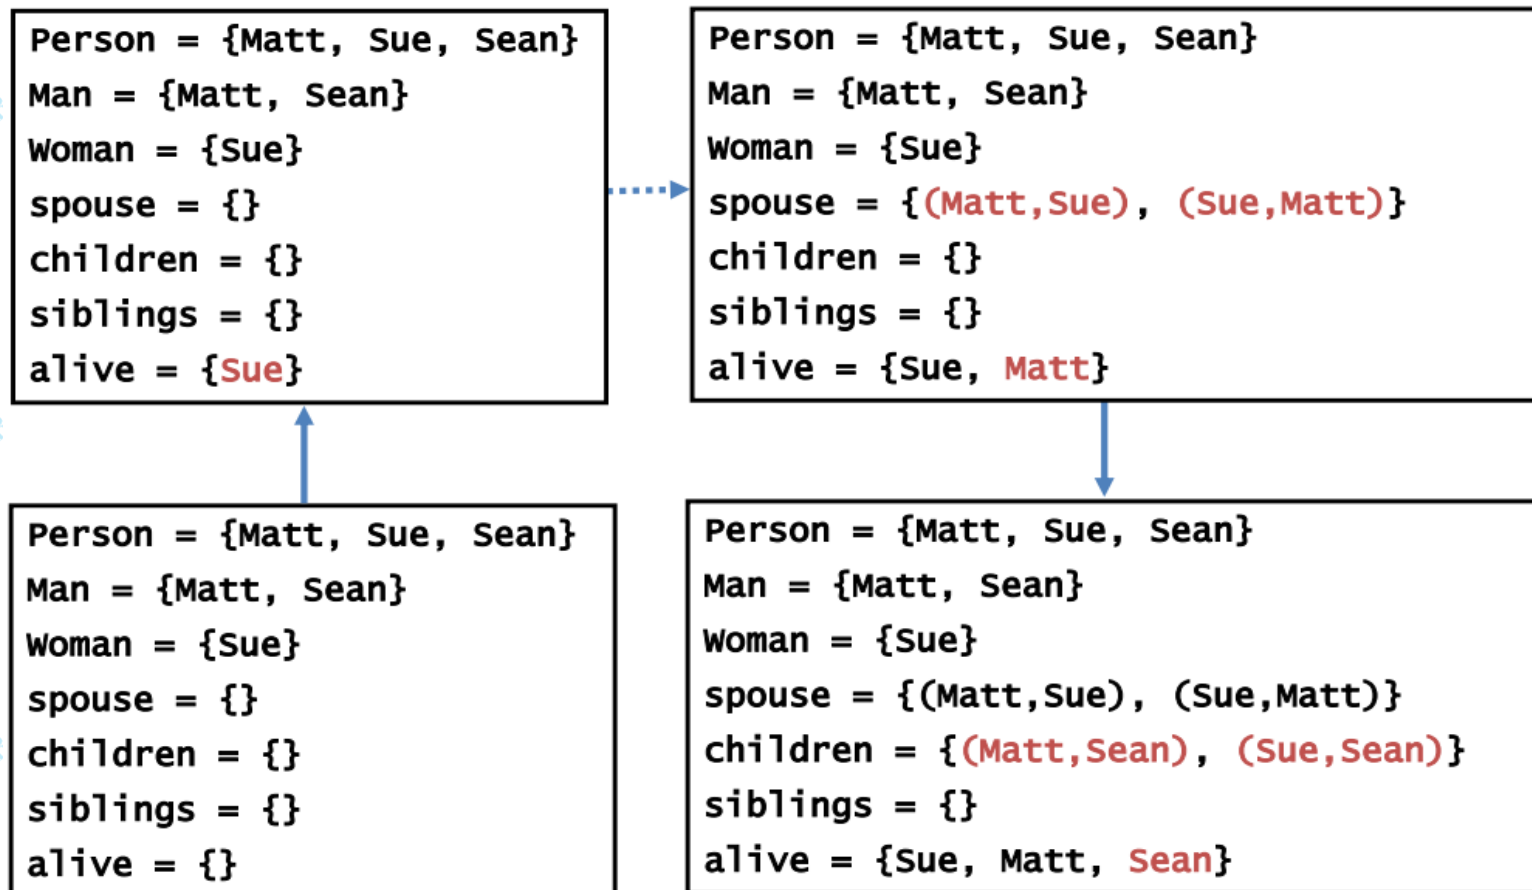 Person = {Matt, Sue, Sean}
Man = {Matt, Sean}
Woman = {Sue}
spouse = {}
children = {}
siblings = {}
alive = {Sue}
Person = {Matt, Sue, Sean}
Man = {Matt, Sean}
Woman = {Sue}
spouse = {(Matt,Sue), (Sue,Matt)}
children = {}
siblings = {}
alive = {Sue, Matt}
Person = {Matt, Sue, Sean}
Man = {Matt, Sean}
Woman = {Sue}
spouse = {}
children = {}
siblings = {}
alive = {}
Person = {Matt, Sue, Sean}
Man = {Matt, Sean}
Woman = {Sue}
spouse = {(Matt,Sue), (Sue,Matt)}
children = {(Matt,Sean), (Sue,Sean)}
siblings = {}
alive = {Sue, Matt, Sean}